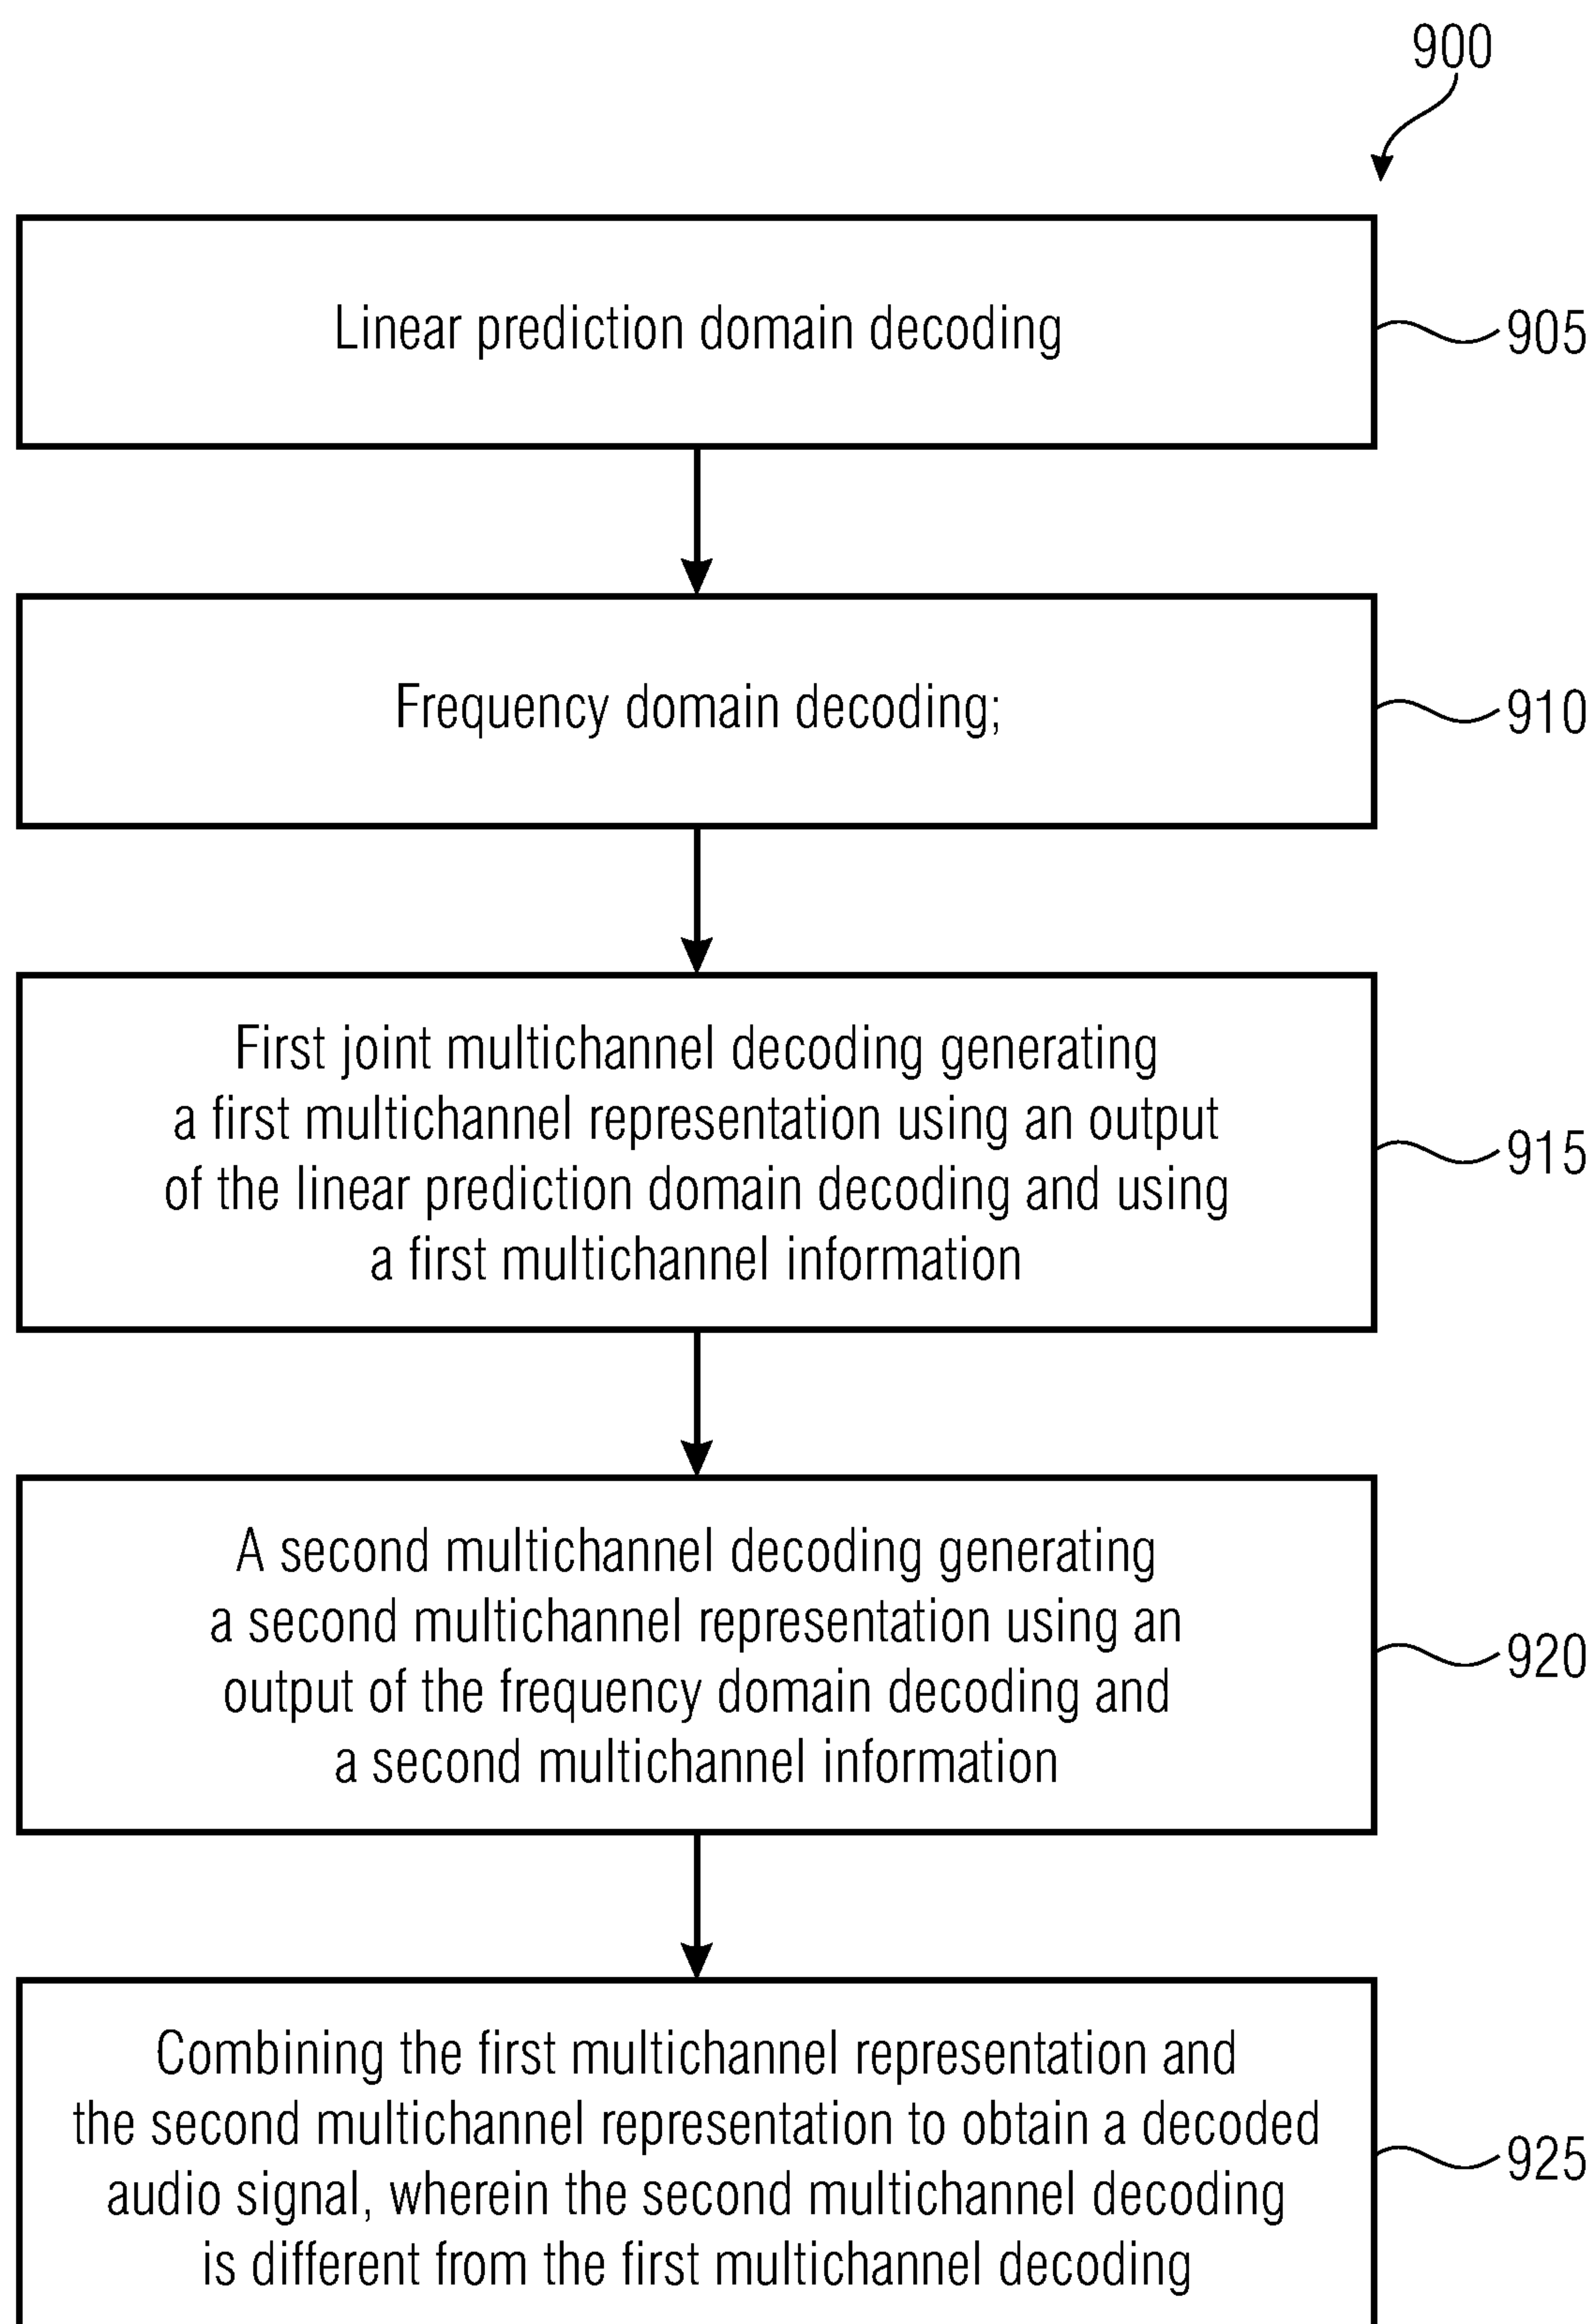 900
Linear prediction domain decoding
905
Frequency domain decoding;
910
First joint multichannel decoding generating
a first multichannel representation using an output
of the linear prediction domain decoding and using
a first multichannel information
915
A second multichannel decoding generating
a second multichannel representation using an
output of the frequency domain decoding and
a second multichannel information
920
Combining the first multichannel representation and
the second multichannel representation to obtain a decoded
audio signal, wherein the second multichannel decoding
is different from the first multichannel decoding
925